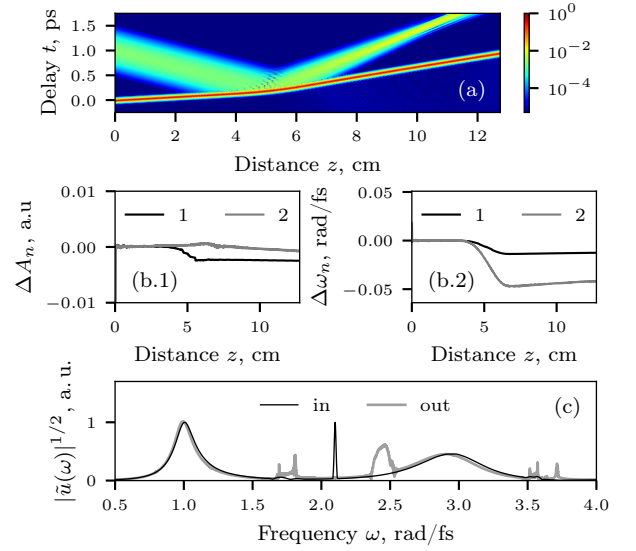 Delay t, ps
1.5
1.0
0.5
0.0
(a)
0 2 4 6 8 10 12
Distance z, cm
10^0
10^−2
10^−4
ΔA_n, a.u
0.01
0.00
−0.01
1 2
(b.1)
0 5 10
Distance z, cm
Δω_n, rad/fs
0.05
0.00
−0.05
1 2
(b.2)
0 5 10
Distance z, cm
|ũ(ω)|^{1/2}, a. u.
1
0
in out
(c)
0.5 1.0 1.5 2.0 2.5 3.0 3.5 4.0
Frequency ω, rad/fs